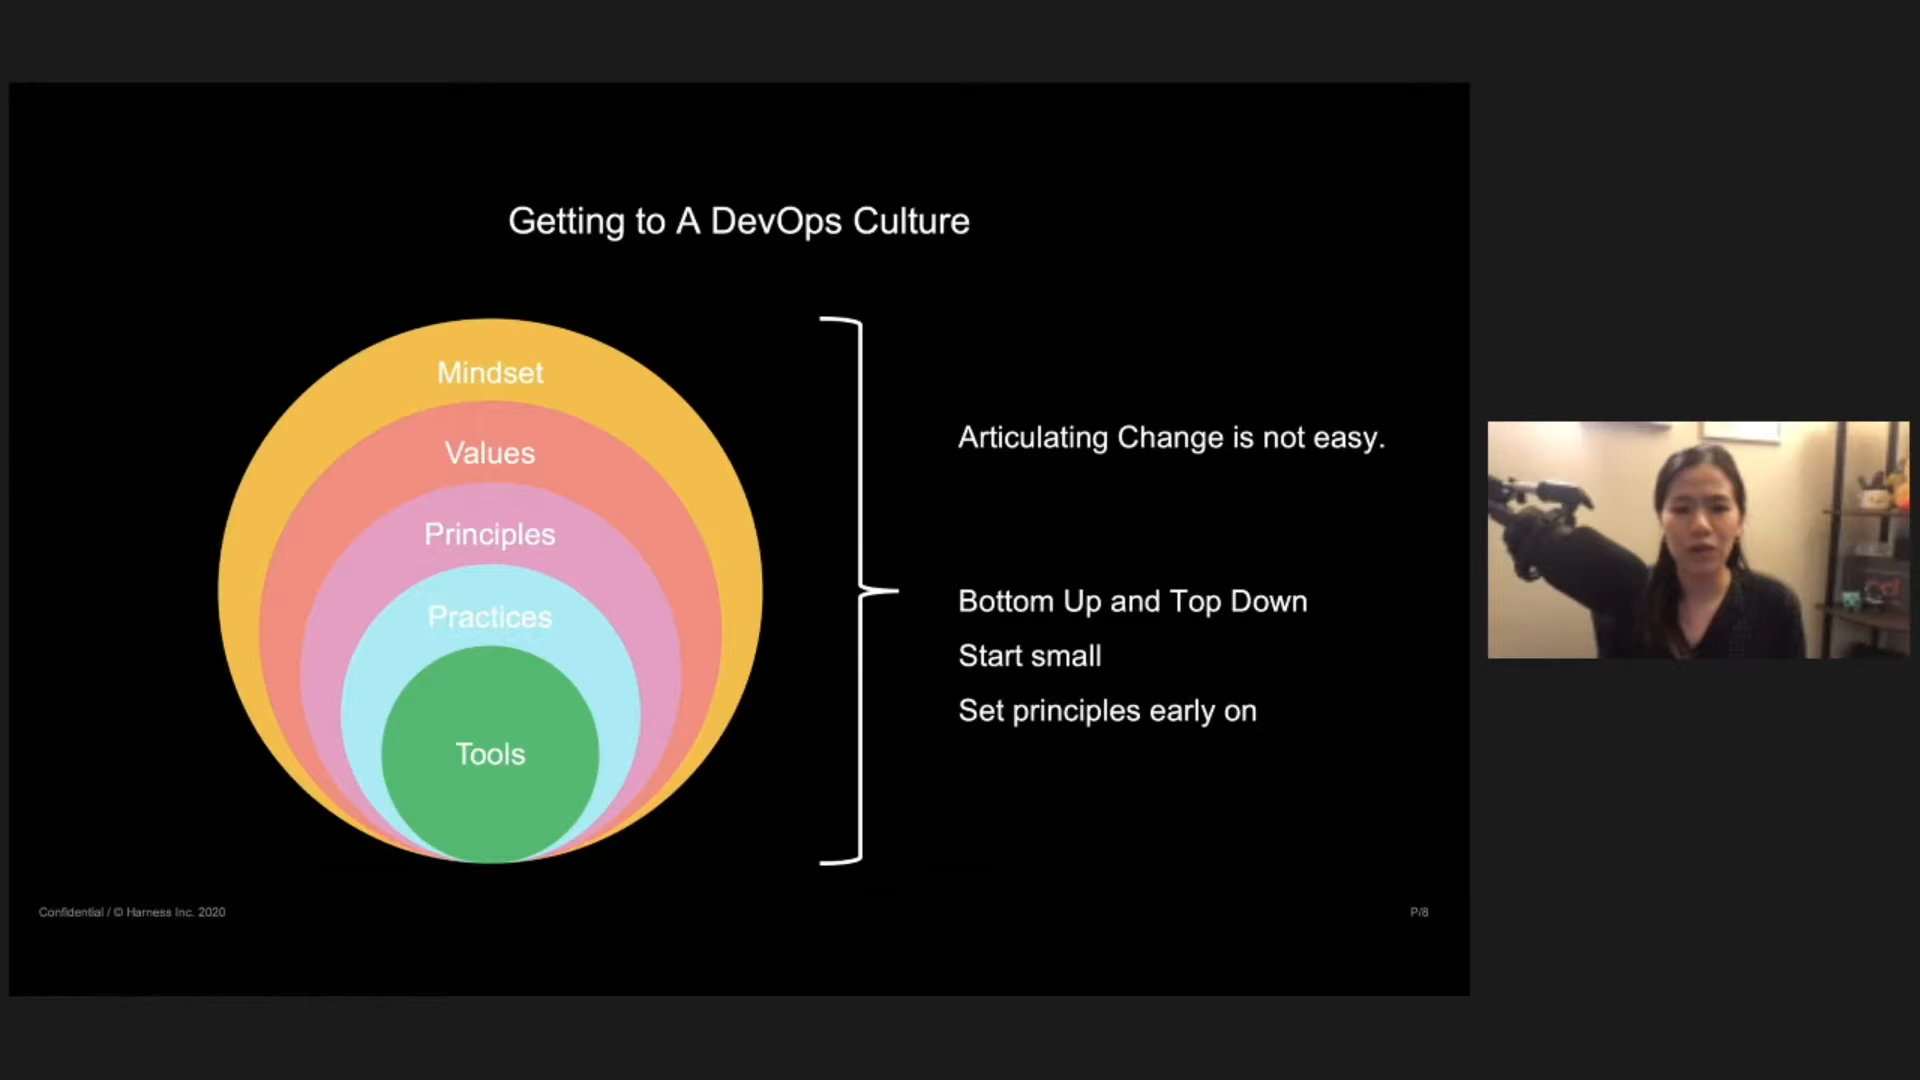 Getting to A DevOps Culture
Mindset
Values
Principles
Practices
Tools
Articulating Change is not easy.
Bottom Up and Top Down
Start small
Set principles early on
Confidential / © Harness Inc. 2020
P/8